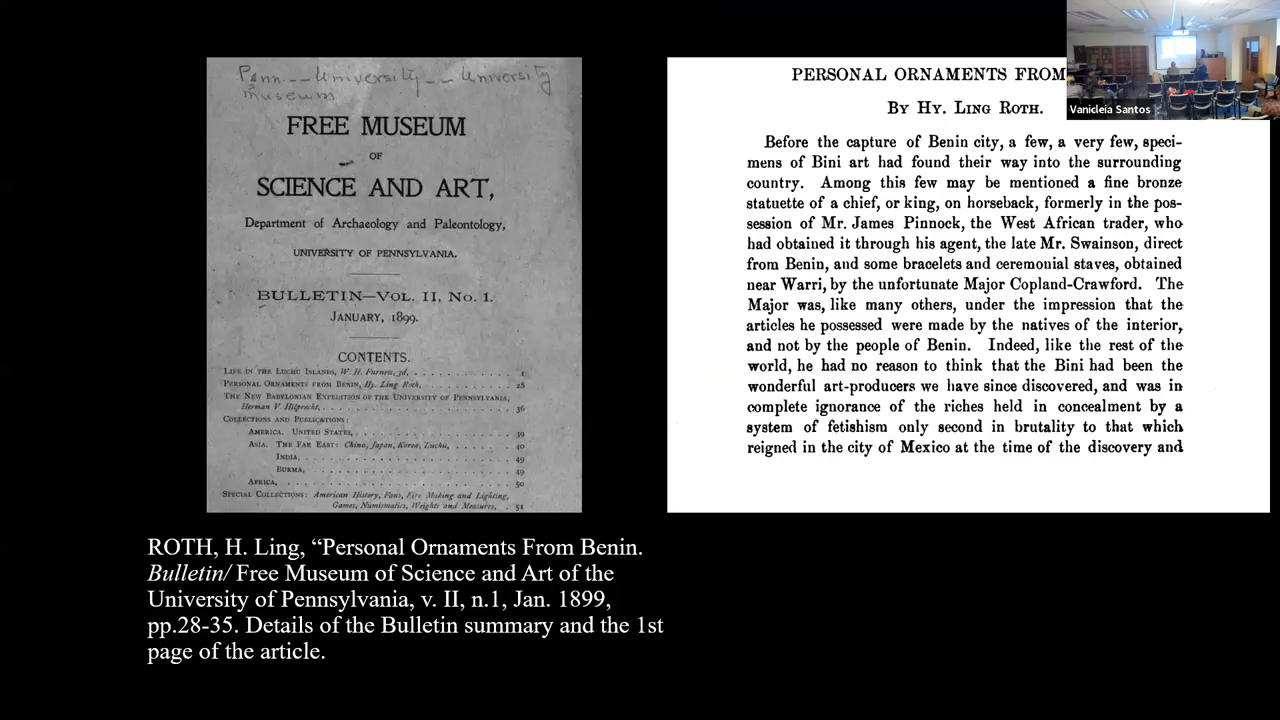 Penn -- University -- University
museum
FREE MUSEUM
OF
SCIENCE AND ART,
Department of Archaeology and Paleontology,
UNIVERSITY OF PENNSYLVANIA.
BULLETIN—VOL. II, No. 1.
JANUARY, 1899.
CONTENTS.
LIFE IN THE LUCHU ISLANDS, W. H. Furness, 3d, . . . . . . . . . . . 1
PERSONAL ORNAMENTS FROM BENIN, Hy. Ling Roth, . . . . . . . . . . . 28
THE NEW BABYLONIAN EXPEDITION OF THE UNIVERSITY OF PENNSYLVANIA,
Herman V. Hilprecht, . . . . . . . . . . . 36
COLLECTIONS AND PUBLICATIONS:
AMERICA. UNITED STATES, . . . . . . . . . . . 39
ASIA. THE FAR EAST: China, Japan, Korea, Luchu, . . . . . . . . 40
INDIA, . . . . . . . . . . . 49
BURMA, . . . . . . . . . . . 49
AFRICA, . . . . . . . . . . . 50
SPECIAL COLLECTIONS: American History, Fans, Fire Making and Lighting,
Games, Numismatics, Weights and Measures, . 51
PERSONAL ORNAMENTS FROM
BY HY. LING ROTH.
Vanicleia Santos
Before the capture of Benin city, a few, a very few, speci-
mens of Bini art had found their way into the surrounding
country. Among this few may be mentioned a fine bronze
statuette of a chief, or king, on horseback, formerly in the pos-
session of Mr. James Pinnock, the West African trader, who
had obtained it through his agent, the late Mr. Swainson, direct
from Benin, and some bracelets and ceremonial staves, obtained
near Warri, by the unfortunate Major Copland-Crawford. The
Major was, like many others, under the impression that the
articles he possessed were made by the natives of the interior,
and not by the people of Benin. Indeed, like the rest of the
world, he had no reason to think that the Bini had been the
wonderful art-producers we have since discovered, and was in
complete ignorance of the riches held in concealment by a
system of fetishism only second in brutality to that which
reigned in the city of Mexico at the time of the discovery and
ROTH, H. Ling, “Personal Ornaments From Benin.
Bulletin/ Free Museum of Science and Art of the
University of Pennsylvania, v. II, n.1, Jan. 1899,
pp.28-35. Details of the Bulletin summary and the 1st
page of the article.